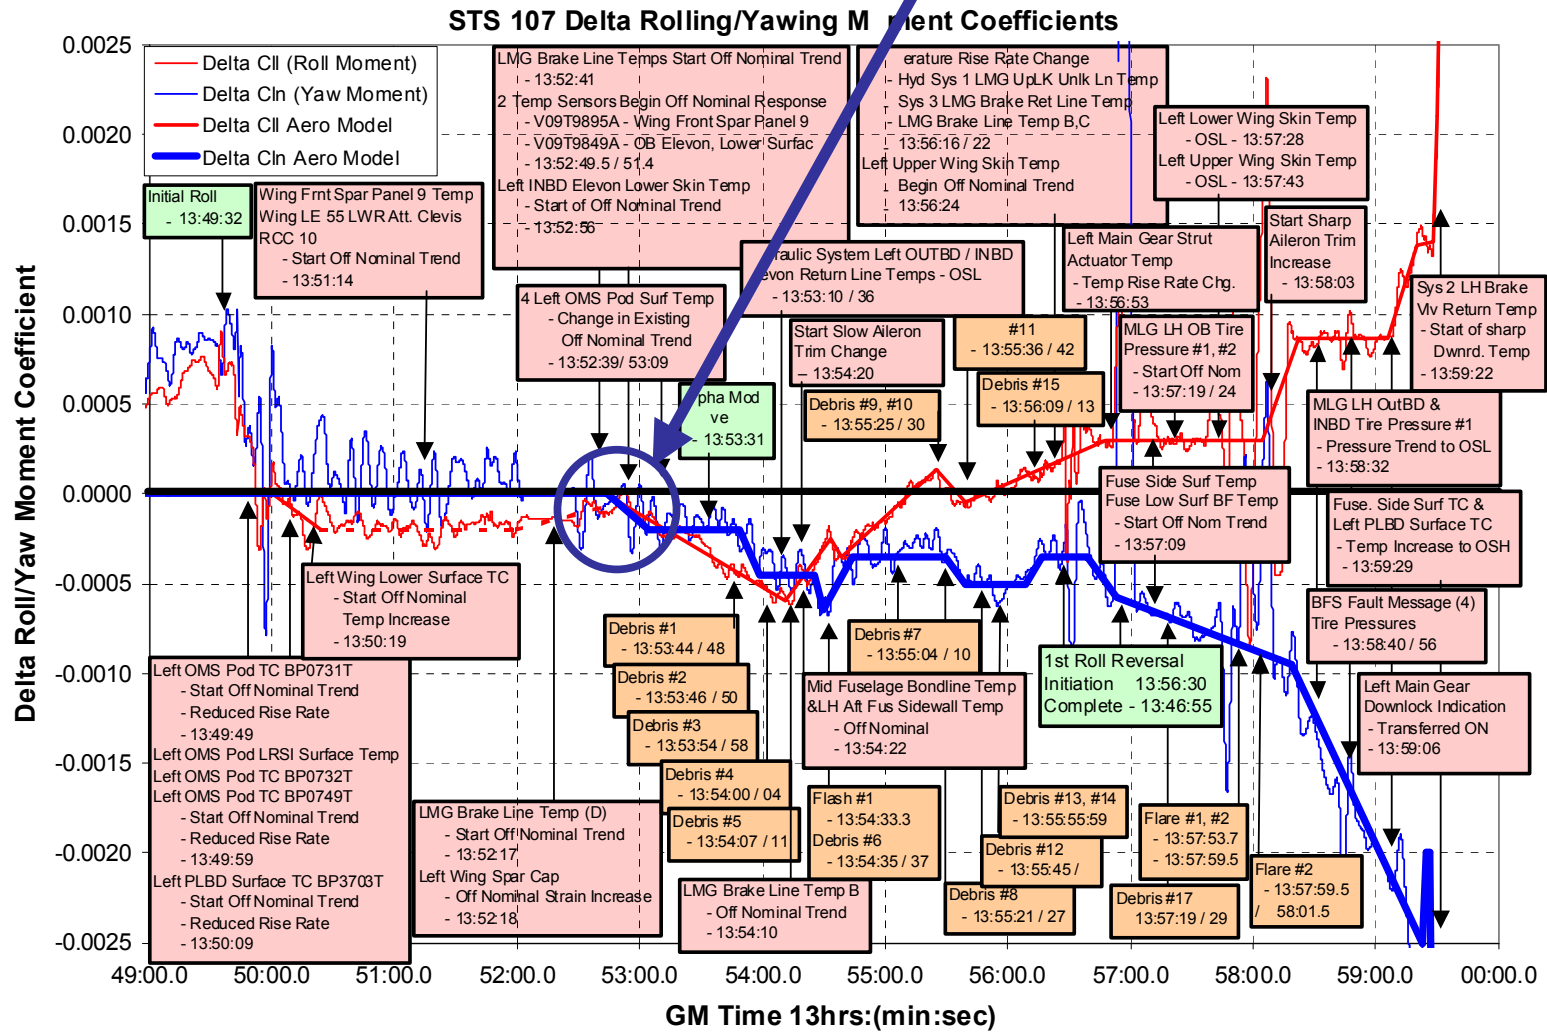 STS 107 Delta Rolling/Yawing M ment Coefficients
Delta Roll/Yaw Moment Coefficient
0.0025
0.0020
0.0015
0.0010
0.0005
0.0000
-0.0005
-0.0010
-0.0015
-0.0020
-0.0025
Delta Cll (Roll Moment)
Delta Cln (Yaw Moment)
Delta Cll Aero Model
Delta Cln Aero Model
Initial Roll
- 13:49:32
Wing Frnt Spar Panel 9 Temp
Wing LE 55 LWR Att. Clevis
RCC 10
- Start Off Nominal Trend
- 13:51:14
LMG Brake Line Temps Start Off Nominal Trend
- 13:52:41
2 Temp Sensors Begin Off Nominal Response
- V09T9895A - Wing Front Spar Panel 9
- V09T9849A - OB Elevon, Lower Surfac
- 13:52:49.5 / 51.4
Left INBD Elevon Lower Skin Temp
- Start of Off Nominal Trend
- 13:52:56
4 Left OMS Pod Surf Temp
- Change in Existing
Off Nominal Trend
- 13:52:39/ 53:09
erature Rise Rate Change
- Hyd Sys 1 LMG UpLK Unlk Ln Temp
- Sys 3 LMG Brake Ret Line Temp
- LMG Brake Line Temp B,C
- 13:56:16 / 22
Left Upper Wing Skin Temp
- Begin Off Nominal Trend
- 13:56:24
raulic System Left OUTBD / INBD
evon Return Line Temps - OSL
- 13:53:10 / 36
pha Mod
ve
- 13:53:31
Start Slow Aileron
Trim Change
– 13:54:20
Debris #9, #10
- 13:55:25 / 30
#11
- 13:55:36 / 42
Debris #15
- 13:56:09 / 13
Left Main Gear Strut
Actuator Temp
- Temp Rise Rate Chg.
- 13:56:53
MLG LH OB Tire
Pressure #1, #2
- Start Off Nom
- 13:57:19 / 24
Left Lower Wing Skin Temp
- OSL - 13:57:28
Left Upper Wing Skin Temp
- OSL - 13:57:43
Start Sharp
Aileron Trim
Increase
- 13:58:03
Sys 2 LH Brake
Vlv Return Temp
- Start of sharp
Dwnrd. Temp
- 13:59:22
MLG LH OutBD &
INBD Tire Pressure #1
- Pressure Trend to OSL
- 13:58:32
Fuse Side Surf Temp
Fuse Low Surf BF Temp
- Start Off Nom Trend
- 13:57:09
Fuse. Side Surf TC &
Left PLBD Surface TC
- Temp Increase to OSH
- 13:59:29
BFS Fault Message (4)
Tire Pressures
- 13:58:40 / 56
Left Main Gear
Downlock Indication
- Transferred ON
- 13:59:06
Left Wing Lower Surface TC
- Start Off Nominal
Temp Increase
- 13:50:19
Left OMS Pod TC BP0731T
- Start Off Nominal Trend
- Reduced Rise Rate
- 13:49:49
Left OMS Pod LRSI Surface Temp
Left OMS Pod TC BP0732T
Left OMS Pod TC BP0749T
- Start Off Nominal Trend
- Reduced Rise Rate
- 13:49:59
Left PLBD Surface TC BP3703T
- Start Off Nominal Trend
- Reduced Rise Rate
- 13:50:09
LMG Brake Line Temp (D)
- Start Off Nominal Trend
- 13:52:17
Left Wing Spar Cap
- Off Nominal Strain Increase
- 13:52:18
Debris #1
- 13:53:44 / 48
Debris #2
- 13:53:46 / 50
Debris #3
- 13:53:54 / 58
Debris #4
- 13:54:00 / 04
Debris #5
- 13:54:07 / 11
LMG Brake Line Temp B
- Off Nominal Trend
- 13:54:10
Debris #7
- 13:55:04 / 10
Mid Fuselage Bondline Temp
&LH Aft Fus Sidewall Temp
- Off Nominal
- 13:54:22
Flash #1
- 13:54:33.3
Debris #6
- 13:54:35 / 37
Debris #13, #14
- 13:55:55:59
Debris #12
- 13:55:45 /
Debris #8
- 13:55:21 / 27
1st Roll Reversal
Initiation 13:56:30
Complete - 13:46:55
Flare #1, #2
- 13:57:53.7
- 13:57:59.5
Debris #17
13:57:19 / 29
Flare #2
- 13:57:59.5
/ 58:01.5
49:00.0
50:00.0
51:00.0
52:00.0
53:00.0
54:00.0
55:00.0
56:00.0
57:00.0
58:00.0
59:00.0
00:00.0
GM Time 13hrs:(min:sec)